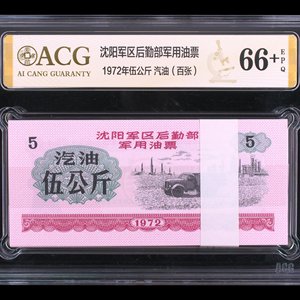 ACG
AI CANG GUARANTY
沈阳军区后勤部军用油票
1972年伍公斤 汽油（百张）
66+
EPQ
沈阳军区后勤部
军用油票
5
5
汽油
伍公斤
1972
ACG